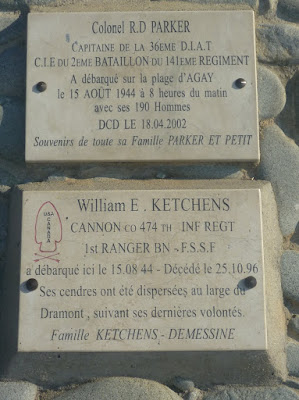 Colonel R.D PARKER
CAPITAINE DE LA 36EME D.I.A.T
C.I.E DU 2EME BATAILLON DU 141EME REGIMENT
A débarqué sur la plage d'AGAY
le 15 AOÛT 1944 à 8 heures du matin
avec ses 190 Hommes
DCD LE 18.04.2002
Souvenirs de toute sa Famille PARKER ET PETIT
USA
CANADA
William E . KETCHENS
CANNON CO 474 TH INF REGT
1st RANGER BN - F.S.S.F
a débarqué ici le 15.08 44 - Décédé le 25.10.96
Ses cendres ont été dispersées au large du
Dramont , suivant ses dernières volontés.
Famille KETCHENS - DEMESSINE